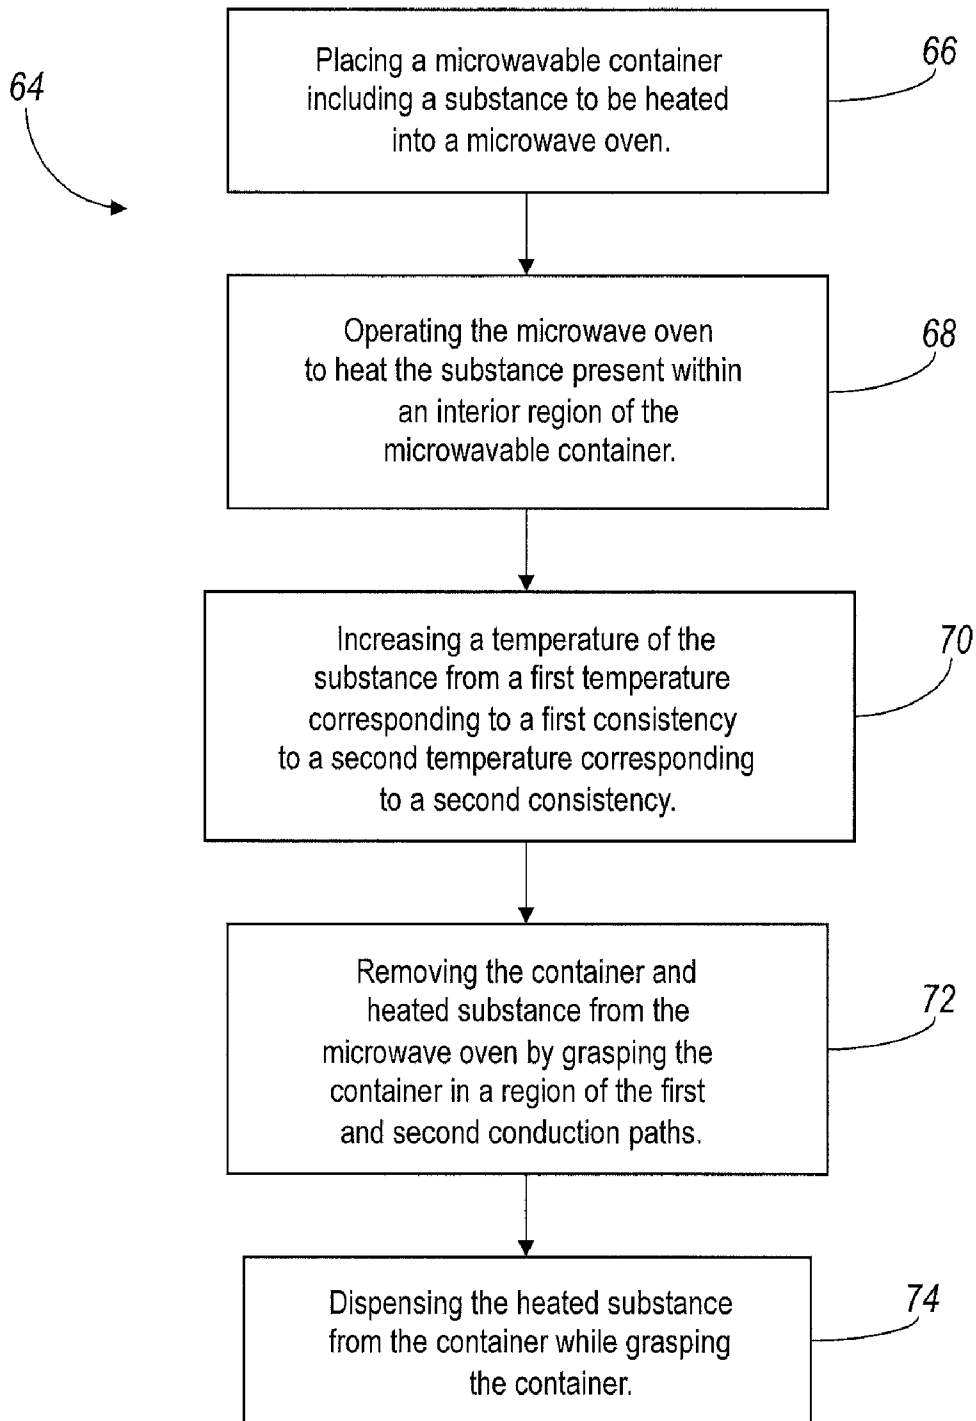 64
Placing a microwavable container
including a substance to be heated
into a microwave oven.
66
Operating the microwave oven
to heat the substance present within
an interior region of the
microwavable container.
68
Increasing a temperature of the
substance from a first temperature
corresponding to a first consistency
to a second temperature corresponding
to a second consistency.
70
Removing the container and
heated substance from the
microwave oven by grasping the
container in a region of the first
and second conduction paths.
72
Dispensing the heated substance
from the container while grasping
the container.
74